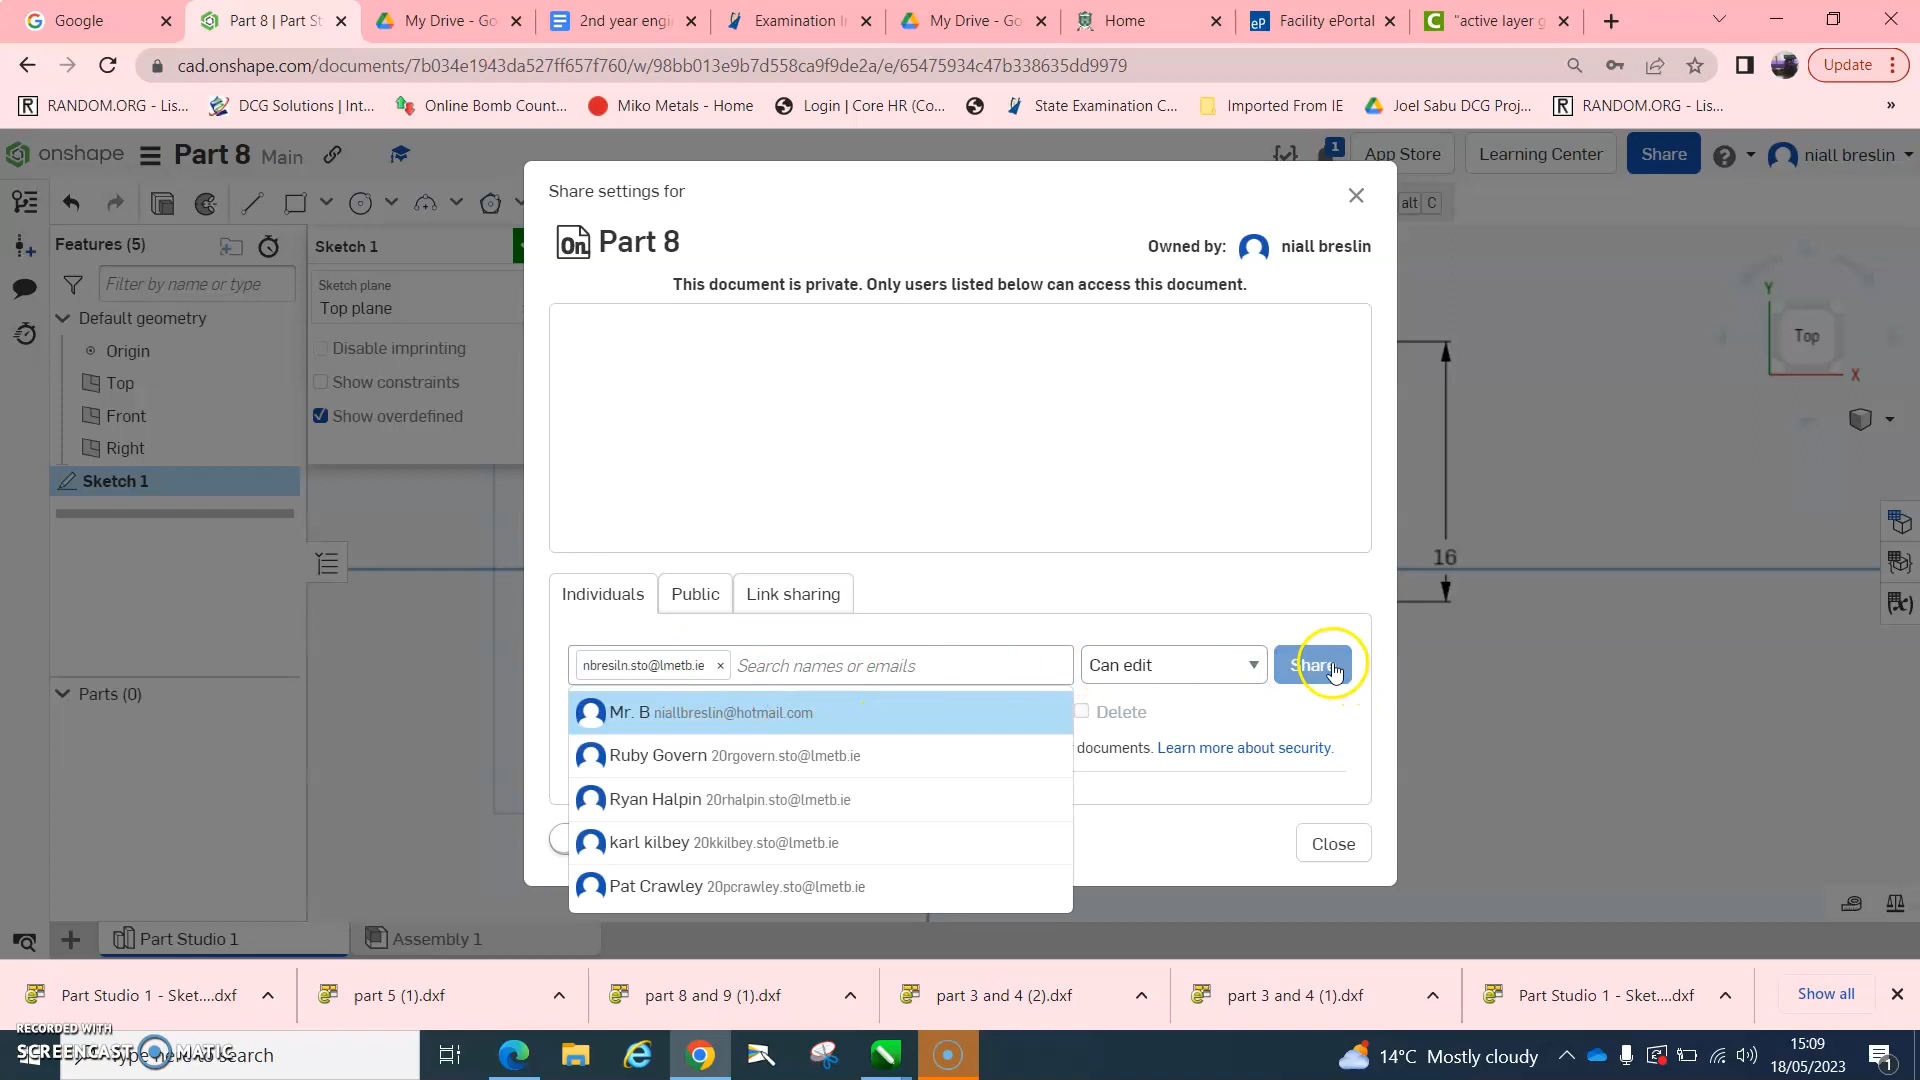 Google
Part 8 | Part St
My Drive - Go
2nd year engi
Examination I
My Drive - Go
Home
Facility ePortal
"active layer g
cad.onshape.com/documents/7b034e1943da527ff657f760/w/98bb013e9b7d558ca9f9de2a/e/65475934c47b338635dd9979
Update
RANDOM.ORG - Lis...
DCG Solutions | Int...
Online Bomb Count...
Miko Metals - Home
Login | Core HR (Co...
State Examination C...
Imported From IE
Joel Sabu DCG Proj...
RANDOM.ORG - Lis...
»
onshape
Part 8 Main
1
App Store
Learning Center
Share
niall breslin
alt C
Features (5)
Filter by name or type
Default geometry
Origin
Top
Front
Right
Sketch 1
Parts (0)
Sketch 1
Sketch plane
Top plane
Disable imprinting
Show constraints
Show overdefined
Share settings for
On Part 8
Owned by: niall breslin
This document is private. Only users listed below can access this document.
Individuals
Public
Link sharing
nbresiln.sto@lmetb.ie ×
Search names or emails
Can edit
Share
Mr. B niallbreslin@hotmail.com
Ruby Govern 20rgovern.sto@lmetb.ie
Ryan Halpin 20rhalpin.sto@lmetb.ie
karl kilbey 20kkilbey.sto@lmetb.ie
Pat Crawley 20pcrawley.sto@lmetb.ie
Delete
documents. Learn more about security.
Close
Y
Top
X
16
Part Studio 1
Assembly 1
Part Studio 1 - Sket....dxf
part 5 (1).dxf
part 8 and 9 (1).dxf
part 3 and 4 (2).dxf
part 3 and 4 (1).dxf
Part Studio 1 - Sket....dxf
Show all
RECORDED WITH
SCREENCAST MATIC
Type here to search
14°C Mostly cloudy
15:09
18/05/2023
1